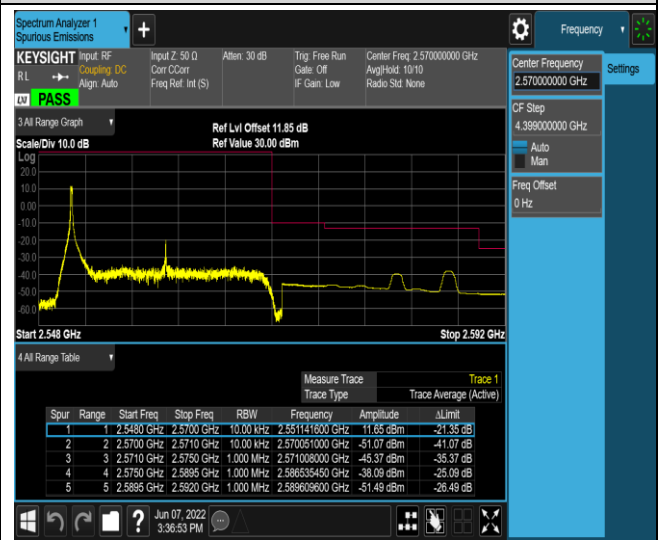 Spectrum Analyzer 1
Spurious Emissions
Frequency
KEYSIGHT Input: RF Input Z: 50 Ω Atten: 30 dB Trig: Free Run Center Freq: 2.570000000 GHz
RL Coupling: DC Corr CCorr Gate: Off Avg|Hold: 10/10
Align: Auto Freq Ref: Int (S) IF Gain: Low Radio Std: None
LXI PASS
Center Frequency
2.570000000 GHz
Settings
CF Step
4.399000000 GHz
Auto
Man
Freq Offset
0 Hz
3 All Range Graph
Ref Lvl Offset 11.85 dB
Scale/Div 10.0 dB Ref Value 30.00 dBm
Log
20.0
10.0
0.00
-10.0
-20.0
-30.0
-40.0
-50.0
-60.0
Start 2.548 GHz Stop 2.592 GHz
4 All Range Table
Measure Trace Trace 1
Trace Type Trace Average (Active)
Spur Range Start Freq Stop Freq RBW Frequency Amplitude ΔLimit
1 1 2.5480 GHz 2.5700 GHz 10.00 kHz 2.551141600 GHz 11.65 dBm -21.35 dB
2 2 2.5700 GHz 2.5710 GHz 10.00 kHz 2.570051000 GHz -51.07 dBm -41.07 dB
3 3 2.5710 GHz 2.5750 GHz 1.000 MHz 2.571008000 GHz -45.37 dBm -35.37 dB
4 4 2.5750 GHz 2.5895 GHz 1.000 MHz 2.586535450 GHz -38.09 dBm -25.09 dB
5 5 2.5895 GHz 2.5920 GHz 1.000 MHz 2.589609600 GHz -51.49 dBm -26.49 dB
Jun 07, 2022
3:36:53 PM